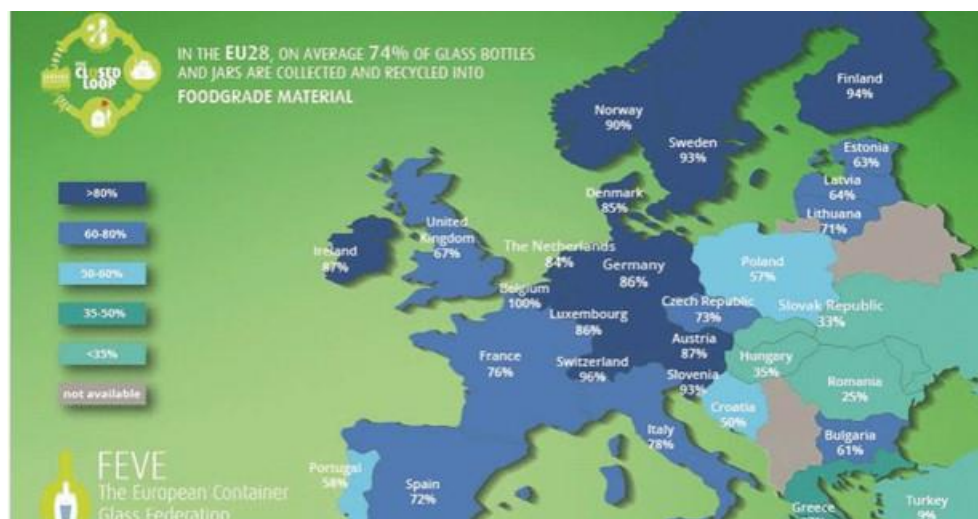 THE
CLOSED
LOOP
IN THE EU28, ON AVERAGE 74% OF GLASS BOTTLES
AND JARS ARE COLLECTED AND RECYCLED INTO
FOODGRADE MATERIAL
>80%
60-80%
50-60%
35-50%
<35%
not available
Finland
94%
Norway
90%
Sweden
93%
Estonia
63%
Latvia
64%
Lithuana
71%
Denmark
85%
United
Kingdom
67%
Ireland
87%
The Netherlands
84%
Germany
86%
Poland
57%
Belgium
100%
Czech Republic
73%
Slovak Republic
33%
Luxembourg
86%
Austria
87%
Hungary
35%
France
76%
Switzerland
96%
Slovenia
93%
Romania
25%
Croatia
50%
Italy
78%
Bulgaria
61%
Portugal
58%
Spain
72%
Greece
Turkey
9%
FEVE
The European Container
Glass Federation